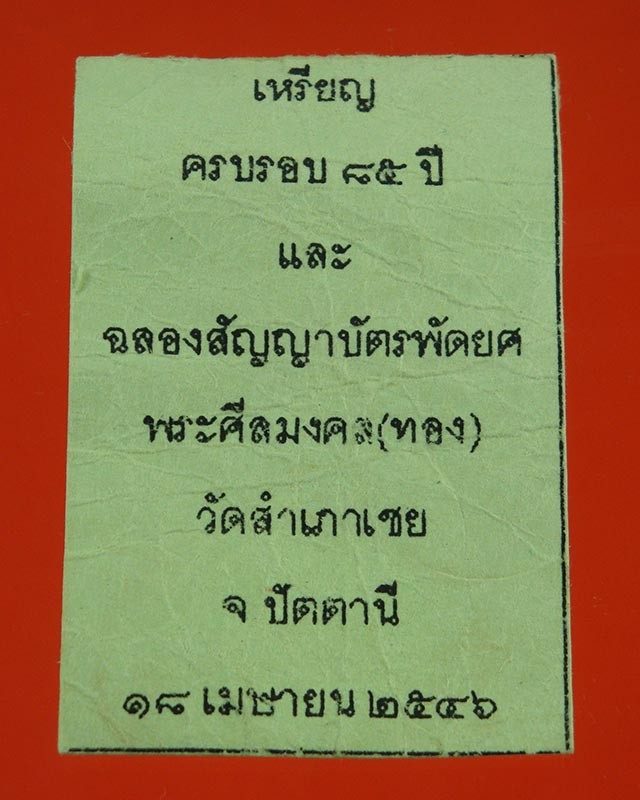 เหรียญ
ครบรอบ ๘๕ ปี
และ
ฉลองสัญญาบัตรพัดยศ
พระศีลมงคล(ทอง)
วัดสำเภาเชย
จ ปัตตานี
๑๘ เมษายน ๒๕๔๖